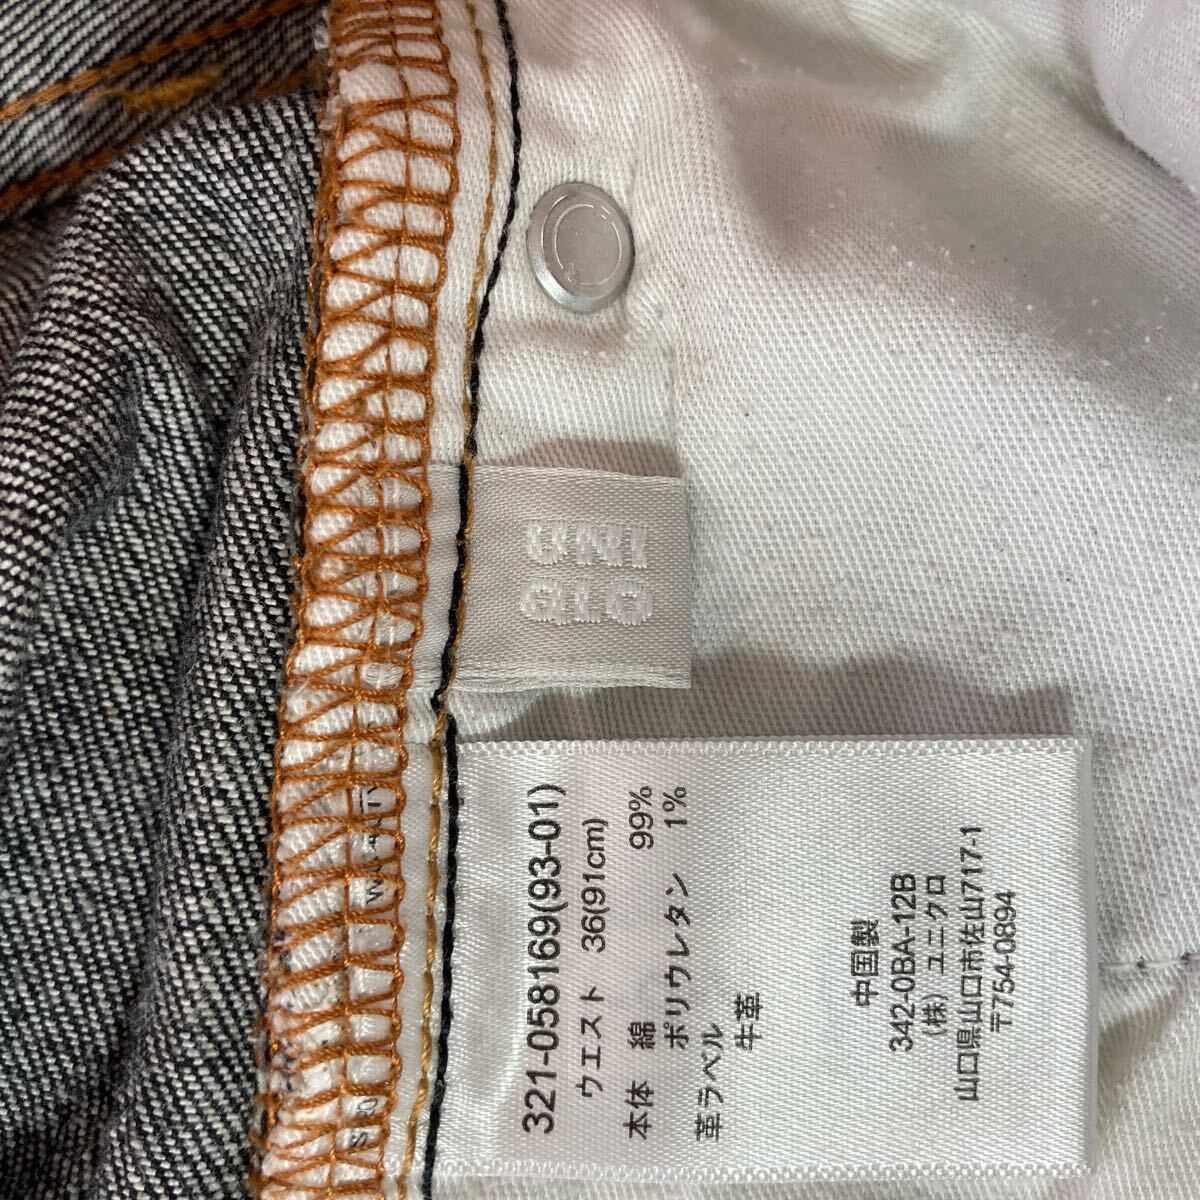 UNI
QLO
321-058169(93-01)
ウエスト 36(91cm)
本体 綿 99%
ポリウレタン 1%
革ラベル
牛革
中国製
342-0BA-12B
(株) ユニクロ
山口県山口市佐山7717-1
〒754-0894